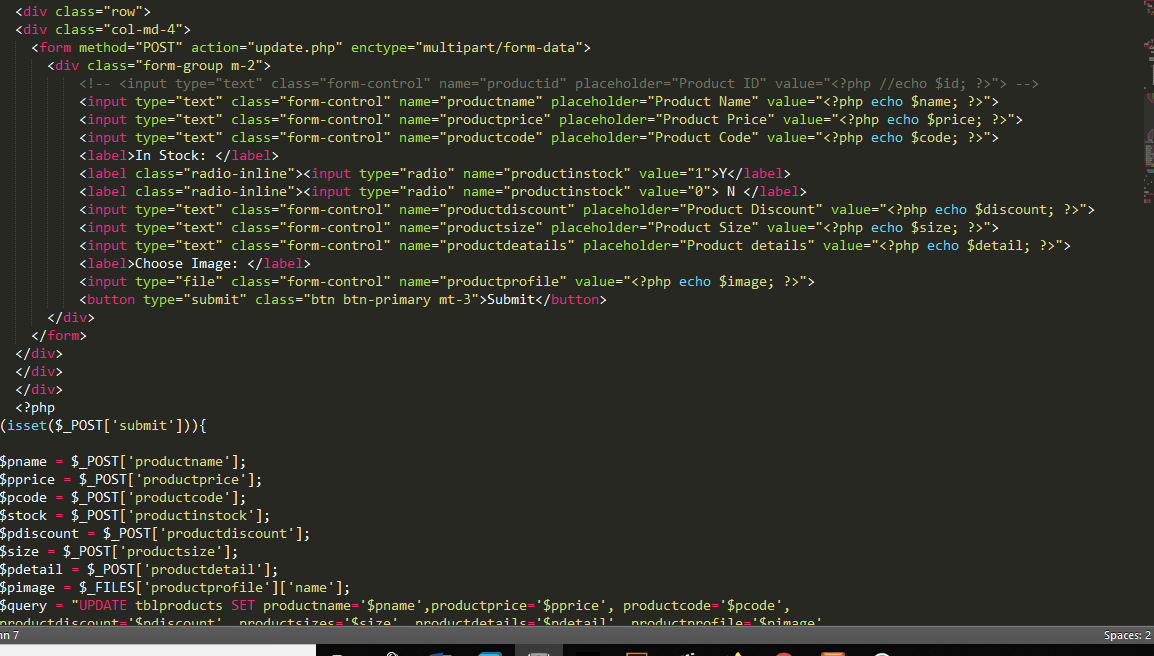 <div class="row">
<div class="col-md-4">
<form method="POST" action="update.php" enctype="multipart/form-data">
<div class="form-group m-2">
<!-- <input type="text" class="form-control" name="productid" placeholder="Product ID" value="<?php //echo $id; ?>"> -->
<input type="text" class="form-control" name="productname" placeholder="Product Name" value="<?php echo $name; ?>">
<input type="text" class="form-control" name="productprice" placeholder="Product Price" value="<?php echo $price; ?>">
<input type="text" class="form-control" name="productcode" placeholder="Product Code" value="<?php echo $code; ?>">
<label>In Stock: </label>
<label class="radio-inline"><input type="radio" name="productinstock" value="1">Y</label>
<label class="radio-inline"><input type="radio" name="productinstock" value="0"> N </label>
<input type="text" class="form-control" name="productdiscount" placeholder="Product Discount" value="<?php echo $discount; ?>">
<input type="text" class="form-control" name="productsize" placeholder="Product Size" value="<?php echo $size; ?>">
<input type="text" class="form-control" name="productdeatails" placeholder="Product details" value="<?php echo $detail; ?>">
<label>Choose Image: </label>
<input type="file" class="form-control" name="productprofile" value="<?php echo $image; ?>">
<button type="submit" class="btn btn-primary mt-3">Submit</button>
</div>
</form>
</div>
</div>
</div>
<?php
(isset($_POST['submit'])){
$pname = $_POST['productname'];
$pprice = $_POST['productprice'];
$pcode = $_POST['productcode'];
$stock = $_POST['productinstock'];
$pdiscount = $_POST['productdiscount'];
$size = $_POST['productsize'];
$pdetail = $_POST['productdetail'];
$pimage = $_FILES['productprofile']['name'];
$query = "UPDATE tblproducts SET productname='$pname',productprice='$pprice', productcode='$pcode',
productdiscount='$pdiscount', productsizes='$size', productdetails='$pdetail', productprofile='$pimage'
mn 7
Spaces: 2